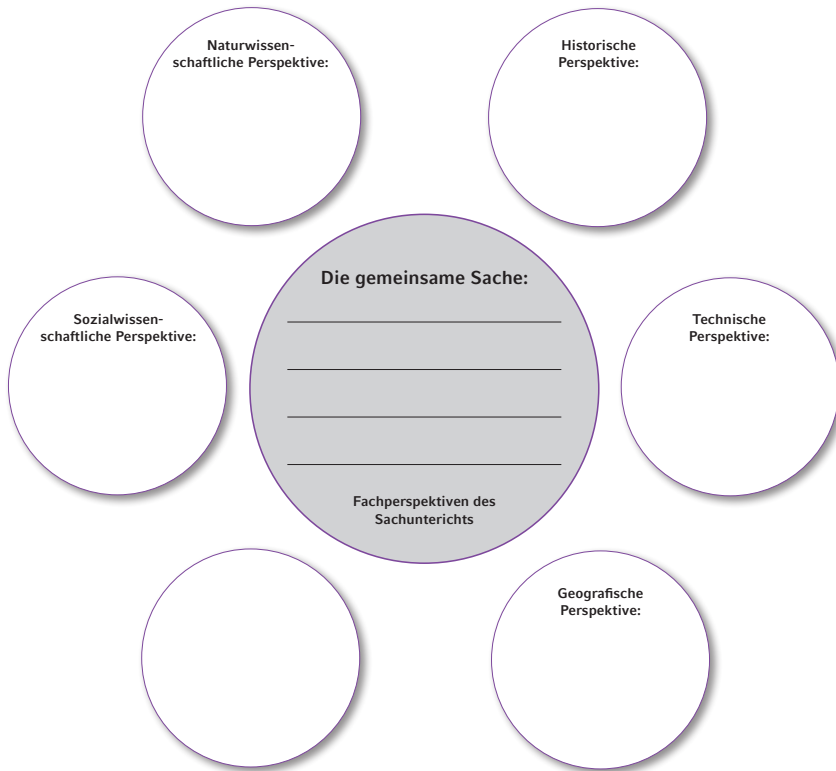 Naturwissen-
schaftliche Perspektive:
Historische
Perspektive:
Die gemeinsame Sache:
Sozialwissen-
schaftliche Perspektive:
Technische
Perspektive:
Fachperspektiven des
Sachunterichts
Geografische
Perspektive: